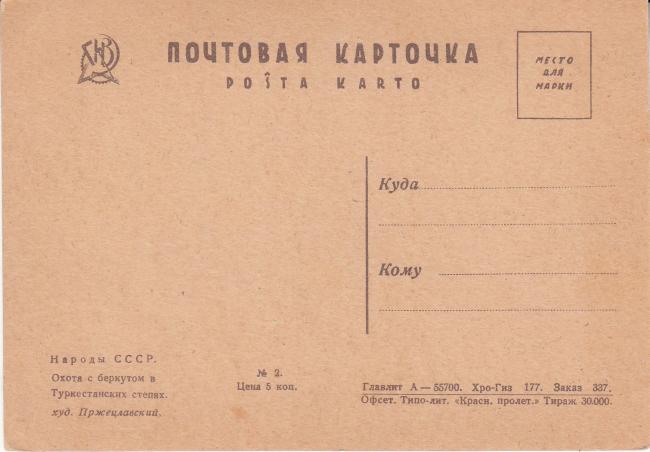 ПОЧТОВАЯ КАРТОЧКА
POŜTA KARTO
МЕСТО
ДЛЯ
МАРКИ
Куда
Кому
Народы СССР.
Охота с беркутом в
Туркестанских степях.
худ. Пржецлавский.
№ 2.
Цена 5 коп.
Главлит А — 55700. Хро-Гиз 177. Заказ 337.
Офсет. Типо-лит. «Красн. пролет.» Тираж 30.000.